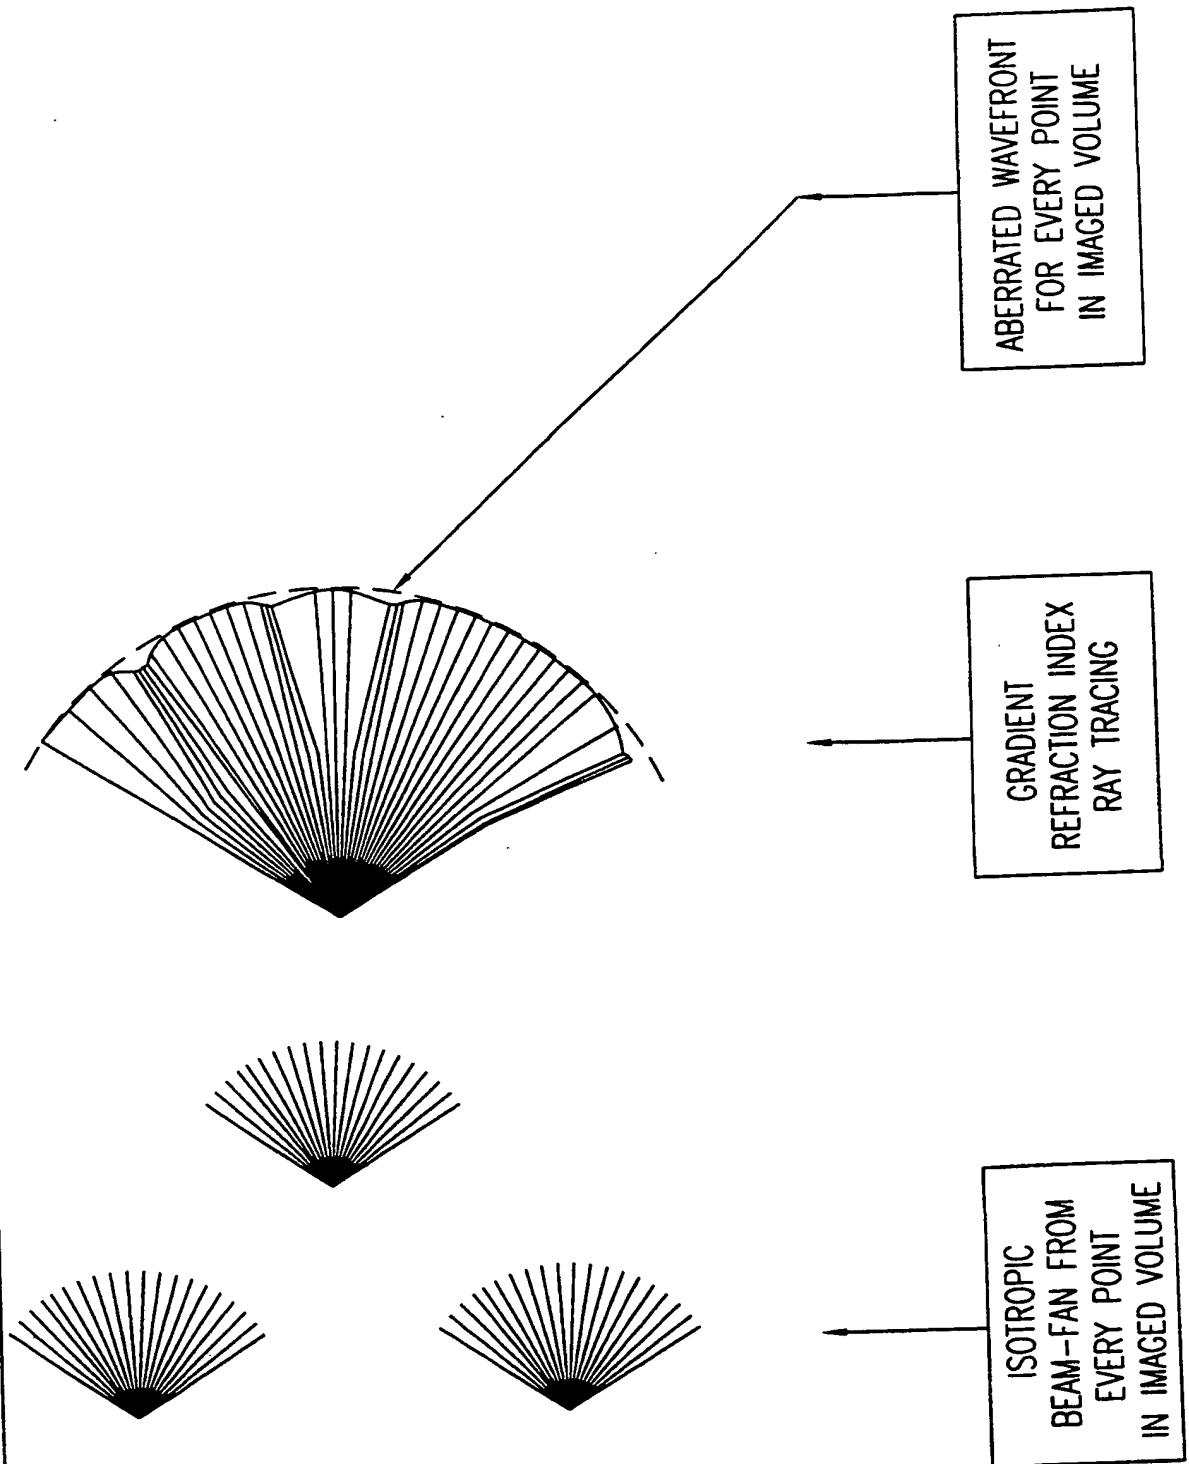 ISOTROPIC
BEAM-FAN FROM
EVERY POINT
IN IMAGED VOLUME
GRADIENT
REFRACTION INDEX
RAY TRACING
ABERRATED WAVEFRONT
FOR EVERY POINT
IN IMAGED VOLUME